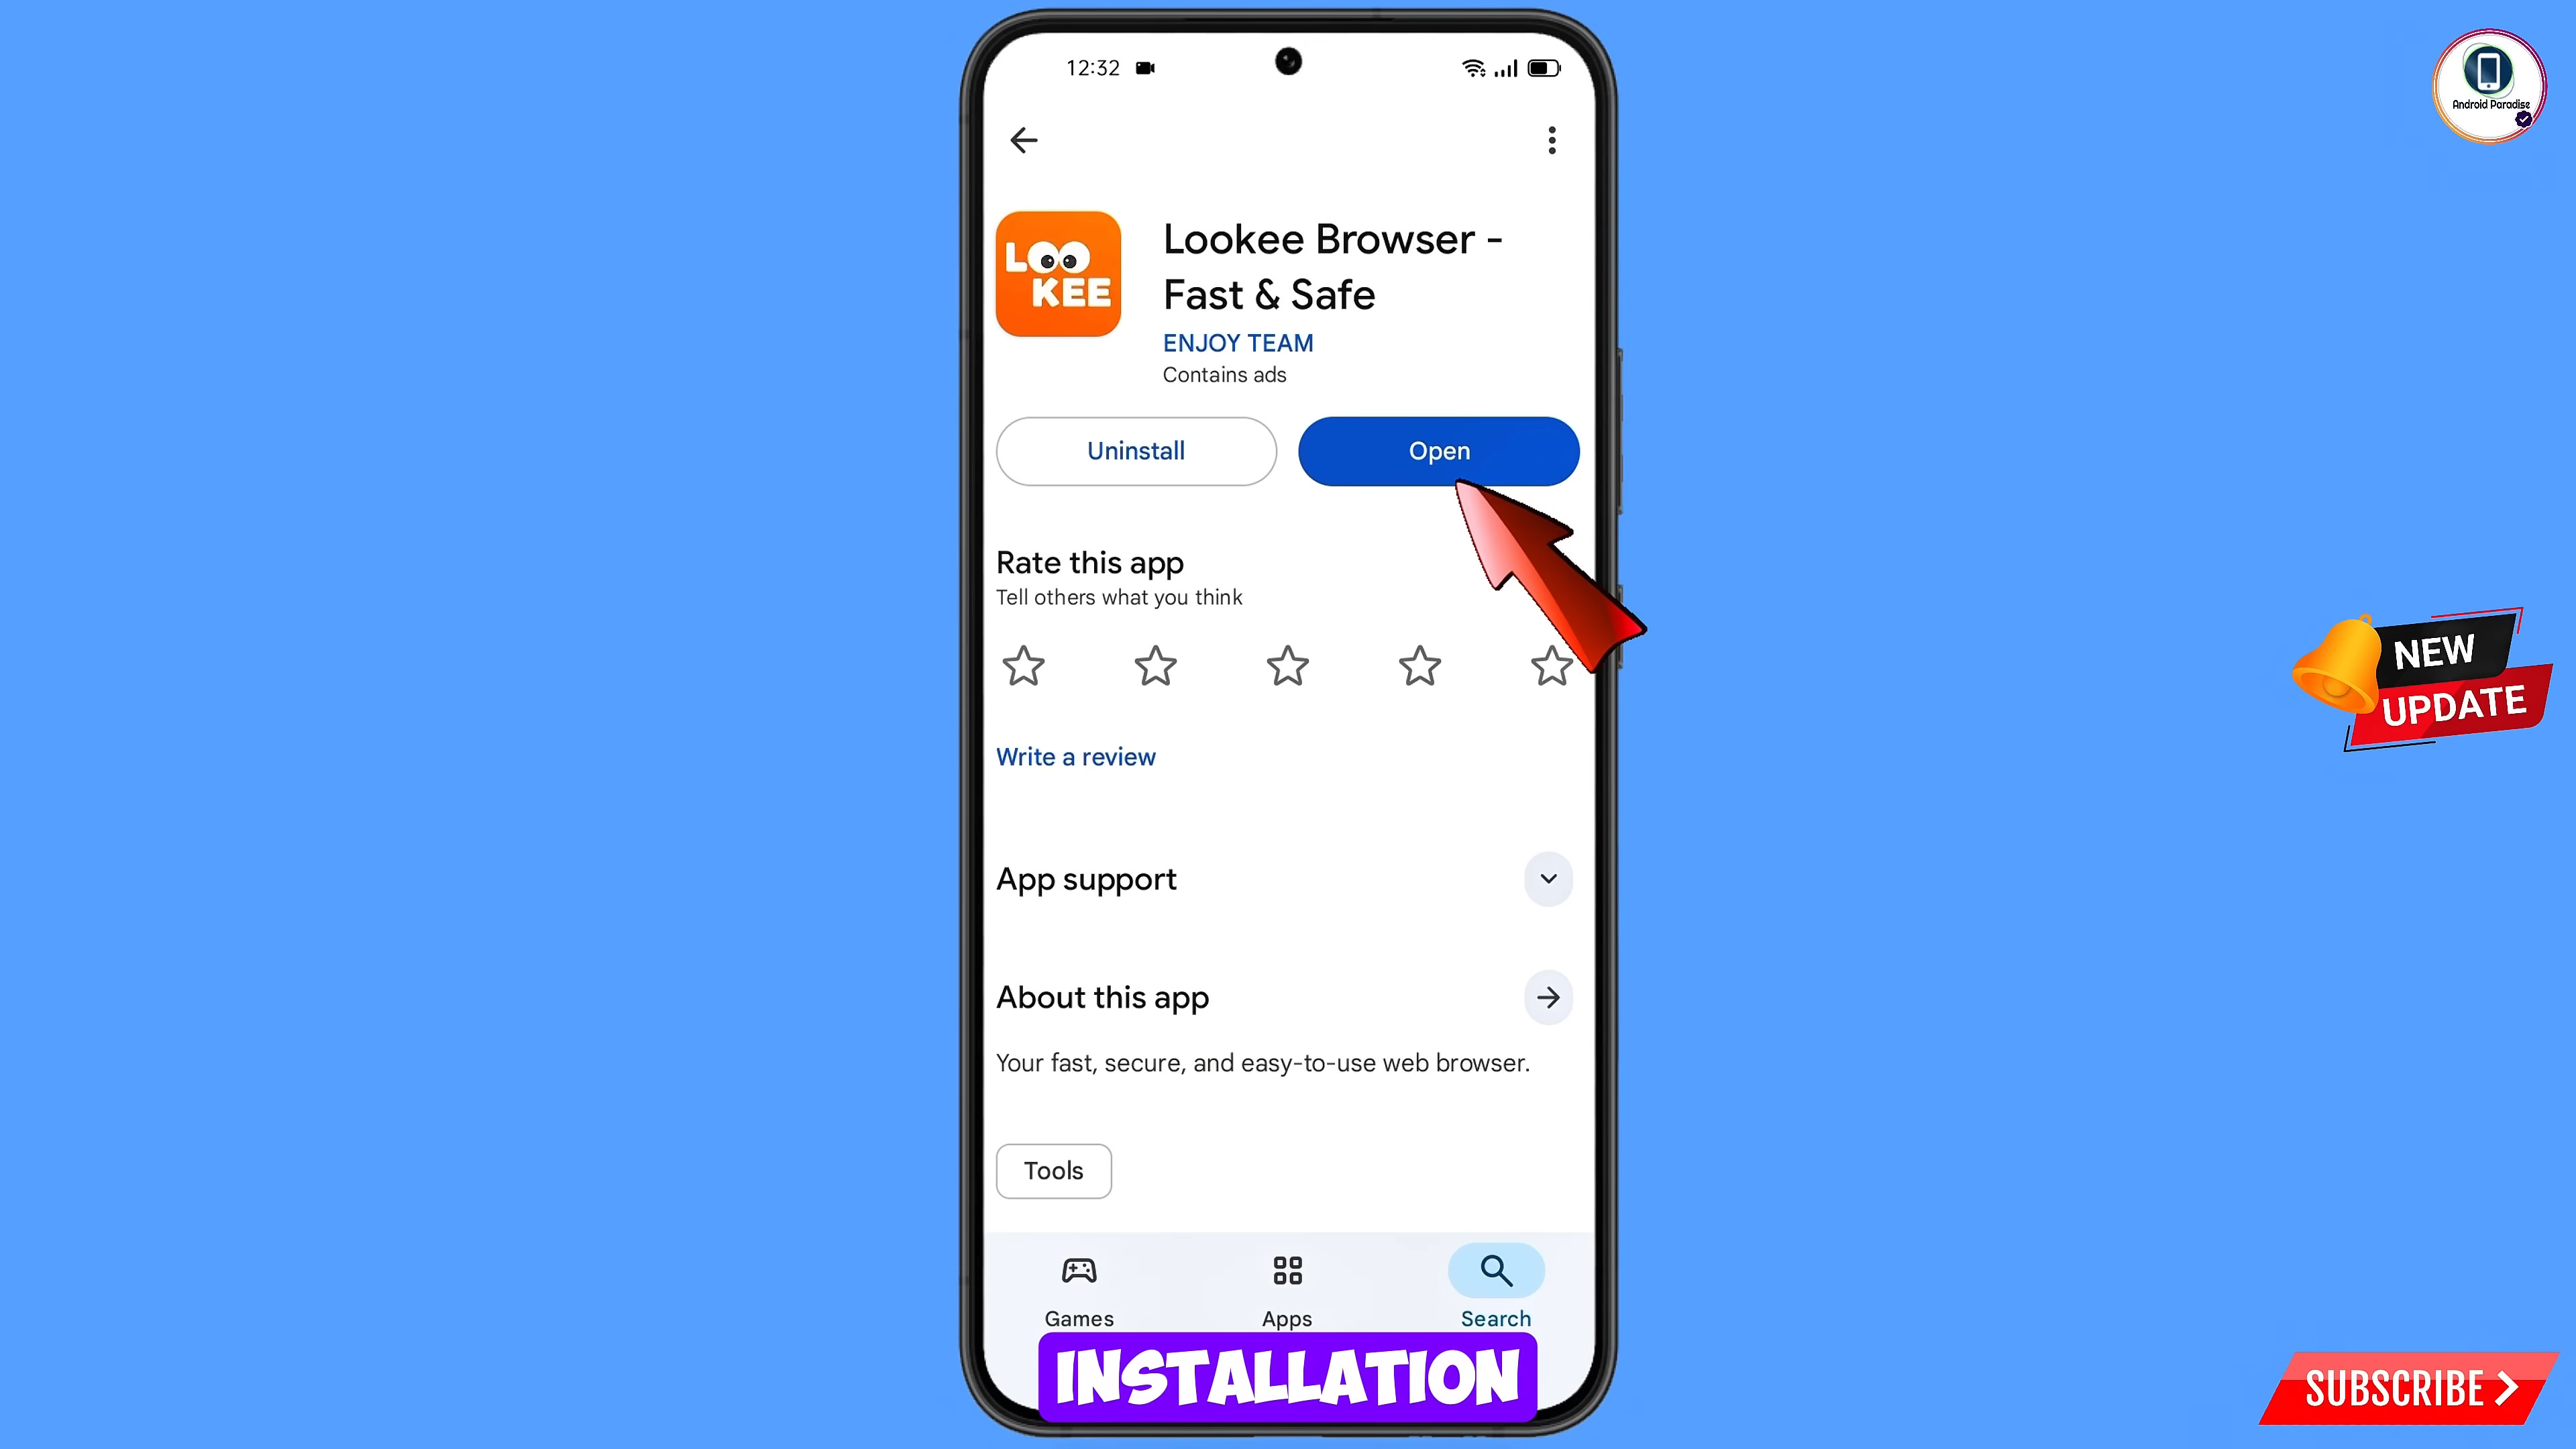 12:32
Android Paradise
LOO
KEE
Lookee Browser -
Fast & Safe
ENJOY TEAM
Contains ads
Uninstall
Open
Rate this app
Tell others what you think
Write a review
NEW
UPDATE
App support
About this app
Your fast, secure, and easy-to-use web browser.
Tools
Games
Apps
Search
INSTALLATION
SUBSCRIBE